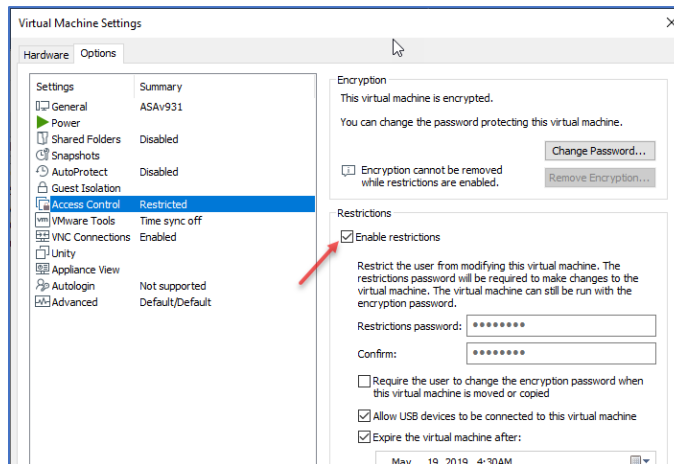 Virtual Machine Settings
Hardware Options
Settings Summary
General ASAv931
Power
Shared Folders Disabled
Snapshots
AutoProtect Disabled
Guest Isolation
Access Control Restricted
vm VMware Tools Time sync off
VNC Connections Enabled
Unity
Appliance View
Autologin Not supported
Advanced Default/Default
Encryption
This virtual machine is encrypted.
You can change the password protecting this virtual machine.
Change Password...
Encryption cannot be removed
while restrictions are enabled.
Remove Encryption...
Restrictions
Enable restrictions
Restrict the user from modifying this virtual machine. The
restrictions password will be required to make changes to the
virtual machine. The virtual machine can still be run with the
encryption password.
Restrictions password:
Confirm:
Require the user to change the encryption password when
this virtual machine is moved or copied
Allow USB devices to be connected to this virtual machine
Expire the virtual machine after:
May 19, 2019 4:30AM